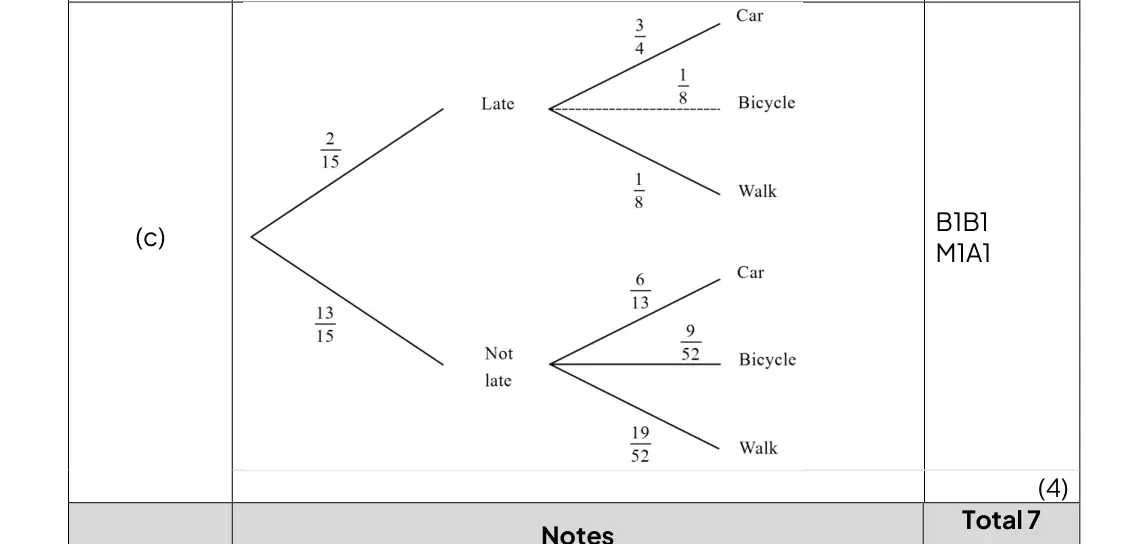 Car
3/4
1/8
Late
Bicycle
2/15
1/8
Walk
(c)
B1B1
M1A1
Car
6/13
13/15
9/52
Not
late
Bicycle
19/52
Walk
(4)
Total 7
Notes